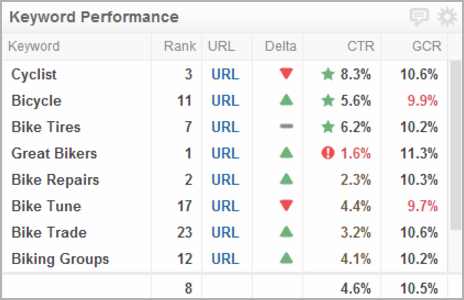 Keyword Performance
Keyword Rank URL Delta CTR GCR
Cyclist 3 URL 8.3% 10.6%
Bicycle 11 URL 5.6% 9.9%
Bike Tires 7 URL 6.2% 10.2%
Great Bikers 1 URL 1.6% 11.3%
Bike Repairs 2 URL 2.3% 10.3%
Bike Tune 17 URL 4.4% 9.7%
Bike Trade 23 URL 3.2% 10.6%
Biking Groups 12 URL 4.1% 10.2%
8 4.6% 10.5%